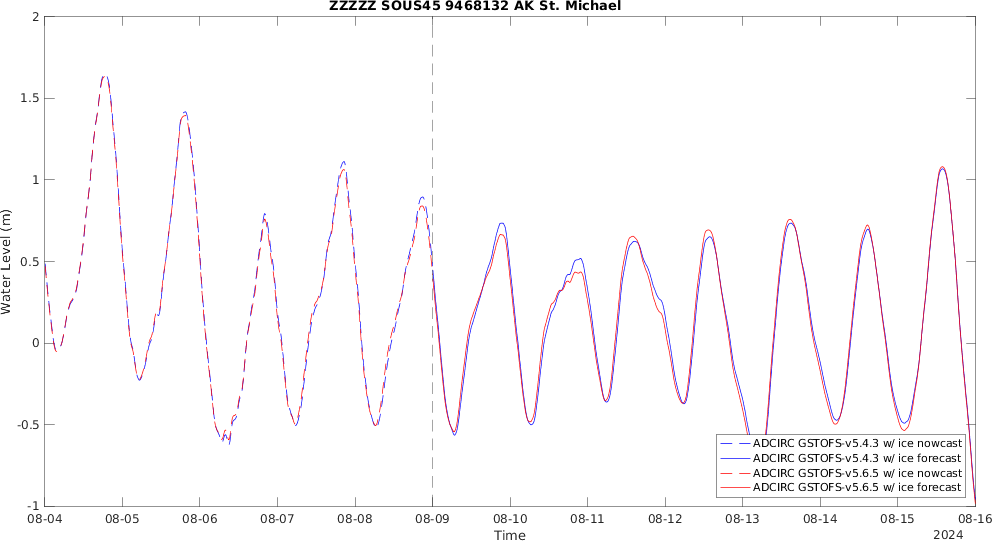 ZZZZZ SOUS45 9468132 AK St. Michael
2
1.5
1
0.5
0
-0.5
-1
Water Level (m)
ADCIRC GSTOFS-v5.4.3 w/ ice nowcast
ADCIRC GSTOFS-v5.4.3 w/ ice forecast
ADCIRC GSTOFS-v5.6.5 w/ ice nowcast
ADCIRC GSTOFS-v5.6.5 w/ ice forecast
08-04 08-05 08-06 08-07 08-08 08-09 08-10 08-11 08-12 08-13 08-14 08-15 08-16
Time
2024